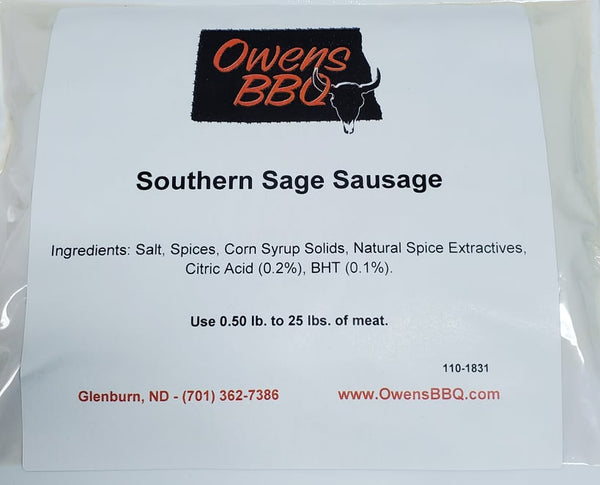 Owens
BBQ
Southern Sage Sausage
Ingredients: Salt, Spices, Corn Syrup Solids, Natural Spice Extractives,
Citric Acid (0.2%), BHT (0.1%).
Use 0.50 lb. to 25 lbs. of meat.
110-1831
Glenburn, ND - (701) 362-7386 www.OwensBBQ.com